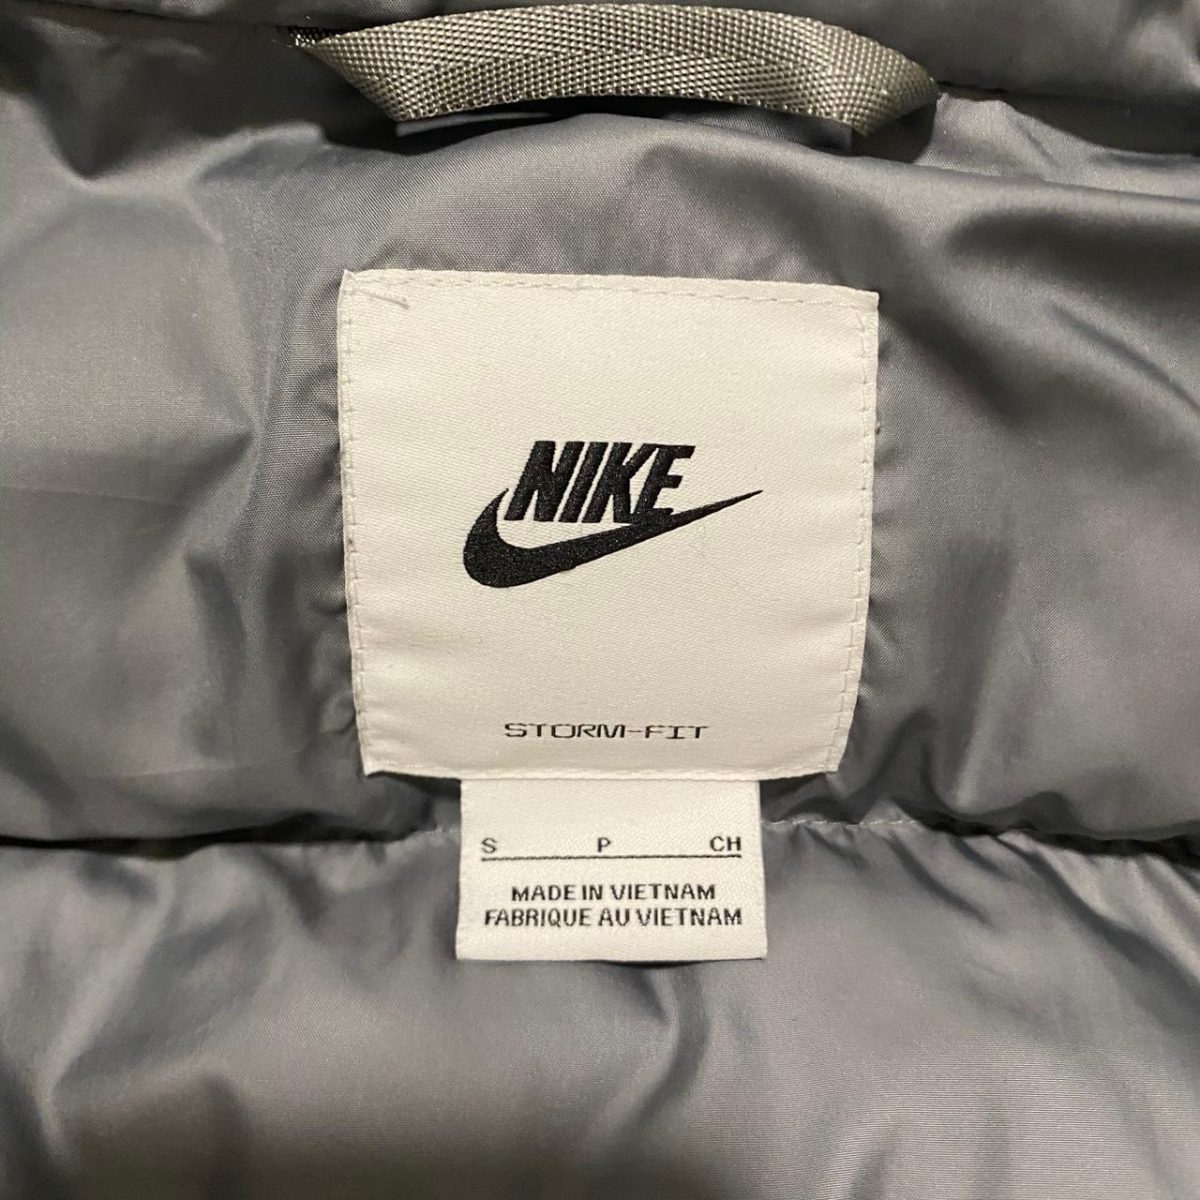 NIKE
STORM-FIT
S P CH
MADE IN VIETNAM
FABRIQUE AU VIETNAM